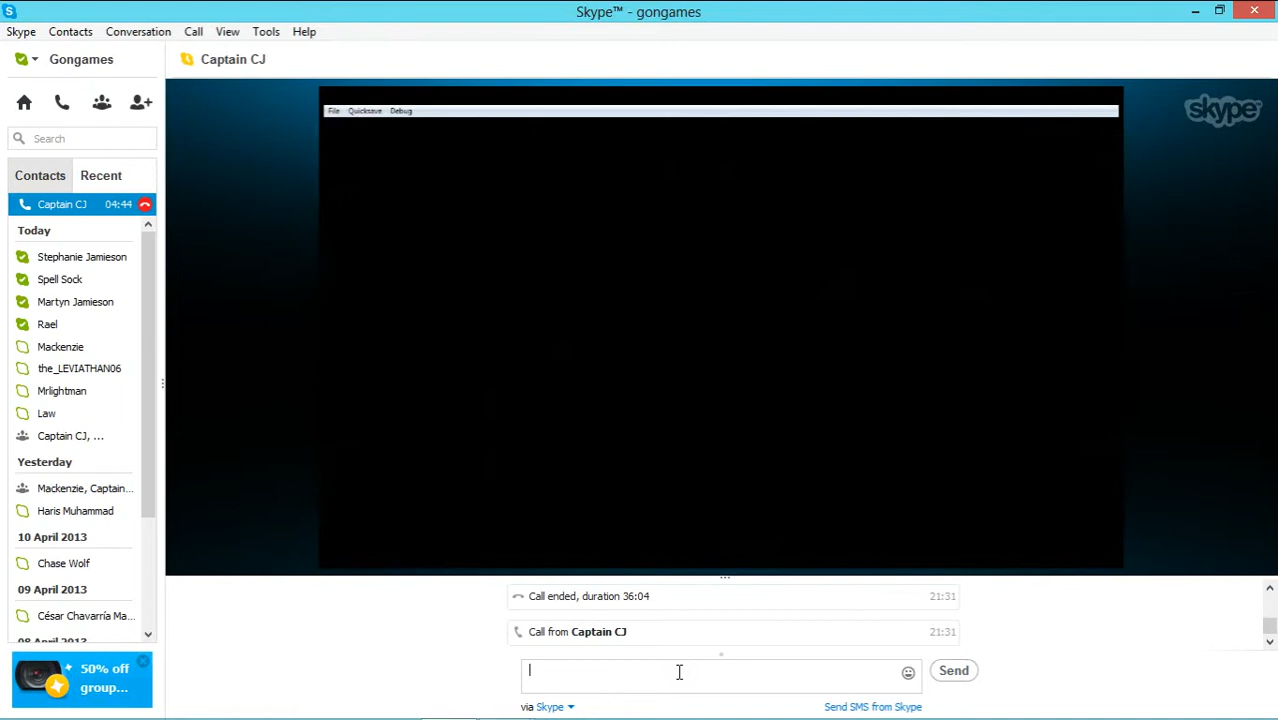 Skype™ - gongames
Skype Contacts Conversation Call View Tools Help
Gongames
Search
Contacts Recent
Captain CJ 04:44
Today
Stephanie Jamieson
Spell Sock
Martyn Jamieson
Rael
Mackenzie
the_LEVIATHAN06
Mrlightman
Law
Captain CJ, ...
Yesterday
Mackenzie, Captain...
Haris Muhammad
10 April 2013
Chase Wolf
09 April 2013
César Chavarría Ma...
08 April 2013
50% off
group...
Captain CJ
File Quicksave Debug
skype
Call ended, duration 36:04 21:31
Call from Captain CJ 21:31
Send
via Skype
Send SMS from Skype